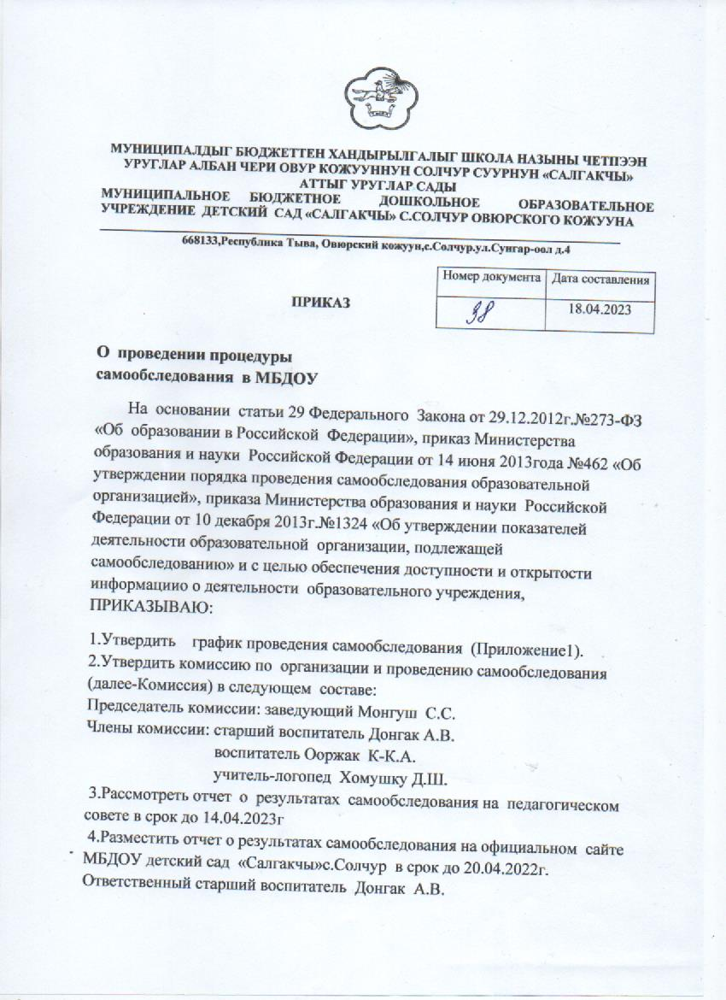 МУНИЦИПАЛДЫГ БЮДЖЕТТЕН ХАНДЫРЫЛГАЛЫГ ШКОЛА НАЗЫНЫ ЧЕТПЭЭН
УРУГЛАР АЛБАН ЧЕРИ ОВУР КОЖУУННУН СОЛЧУР СУУРНУН «САЛГАКЧЫ»
АТТЫГ УРУГЛАР САДЫ
МУНИЦИПАЛЬНОЕ БЮДЖЕТНОЕ ДОШКОЛЬНОЕ ОБРАЗОВАТЕЛЬНОЕ
УЧРЕЖДЕНИЕ ДЕТСКИЙ САД «САЛГАКЧЫ» С.СОЛЧУР ОВЮРСКОГО КОЖУУНА
668133,Республика Тыва, Овюрский кожуун,с.Солчур.ул.Сунгар-оол д.4
Номер документа Дата составления
38 18.04.2023
ПРИКАЗ
О проведении процедуры
самообследования в МБДОУ
На основании статьи 29 Федерального Закона от 29.12.2012г.№273-ФЗ
«Об образовании в Российской Федерации», приказ Министерства
образования и науки Российской Федерации от 14 июня 2013года №462 «Об
утверждении порядка проведения самообследования образовательной
организацией», приказа Министерства образования и науки Российской
Федерации от 10 декабря 2013г.№1324 «Об утверждении показателей
деятельности образовательной организации, подлежащей
самообследованию» и с целью обеспечения доступности и открытости
информациио о деятельности образовательного учреждения,
ПРИКАЗЫВАЮ:
1.Утвердить график проведения самообследования (Приложение1).
2.Утвердить комиссию по организации и проведению самообследования
(далее-Комиссия) в следующем составе:
Председатель комиссии: заведующий Монгуш С.С.
Члены комиссии: старший воспитатель Донгак А.В.
воспитатель Ооржак К-К.А.
учитель-логопед Хомушку Д.Ш.
3.Рассмотреть отчет о результатах самообследования на педагогическом
совете в срок до 14.04.2023г
4.Разместить отчет о результатах самообследования на официальном сайте
МБДОУ детский сад «Салгакчы»с.Солчур в срок до 20.04.2022г.
Ответственный старший воспитатель Донгак А.В.